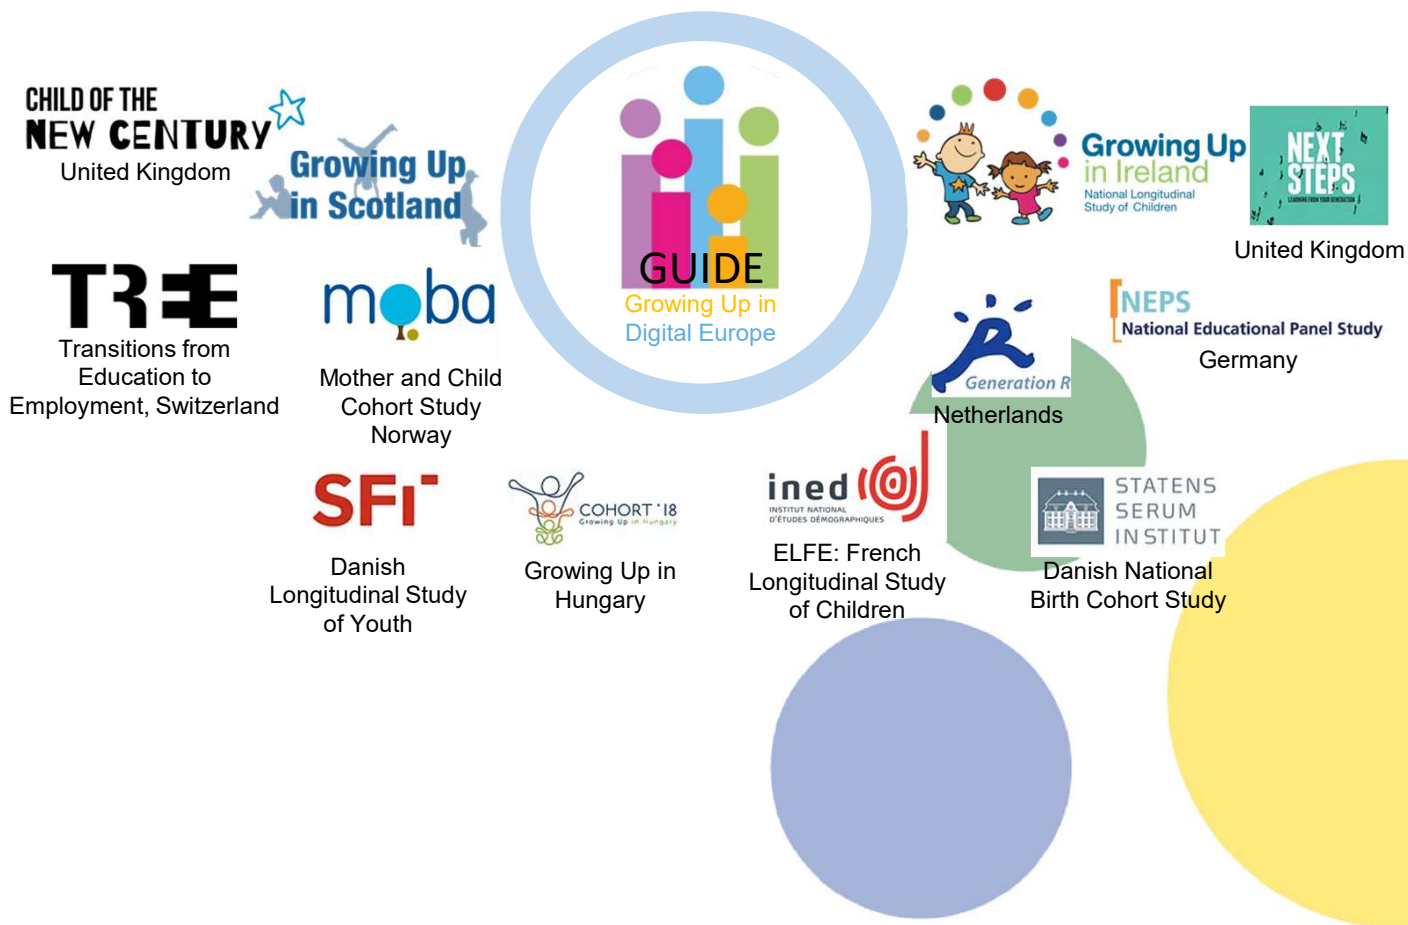 CHILD OF THE
NEW CENTURY
United Kingdom
Growing Up
in Scotland
GUIDE
Growing Up in
Digital Europe
Growing Up
in Ireland
National Longitudinal
Study of Children
NEXT
STEPS
LEARNING FROM YOUR GENERATION
United Kingdom
TREE
Transitions from
Education to
Employment, Switzerland
moba
Mother and Child
Cohort Study
Norway
Generation R
Netherlands
NEPS
National Educational Panel Study
Germany
SFI
Danish
Longitudinal Study
of Youth
COHORT '18
Growing Up in Hungary
Growing Up in
Hungary
ined
INSTITUT NATIONAL
D'ÉTUDES DÉMOGRAPHIQUES
ELFE: French
Longitudinal Study
of Children
STATENS
SERUM
INSTITUT
Danish National
Birth Cohort Study